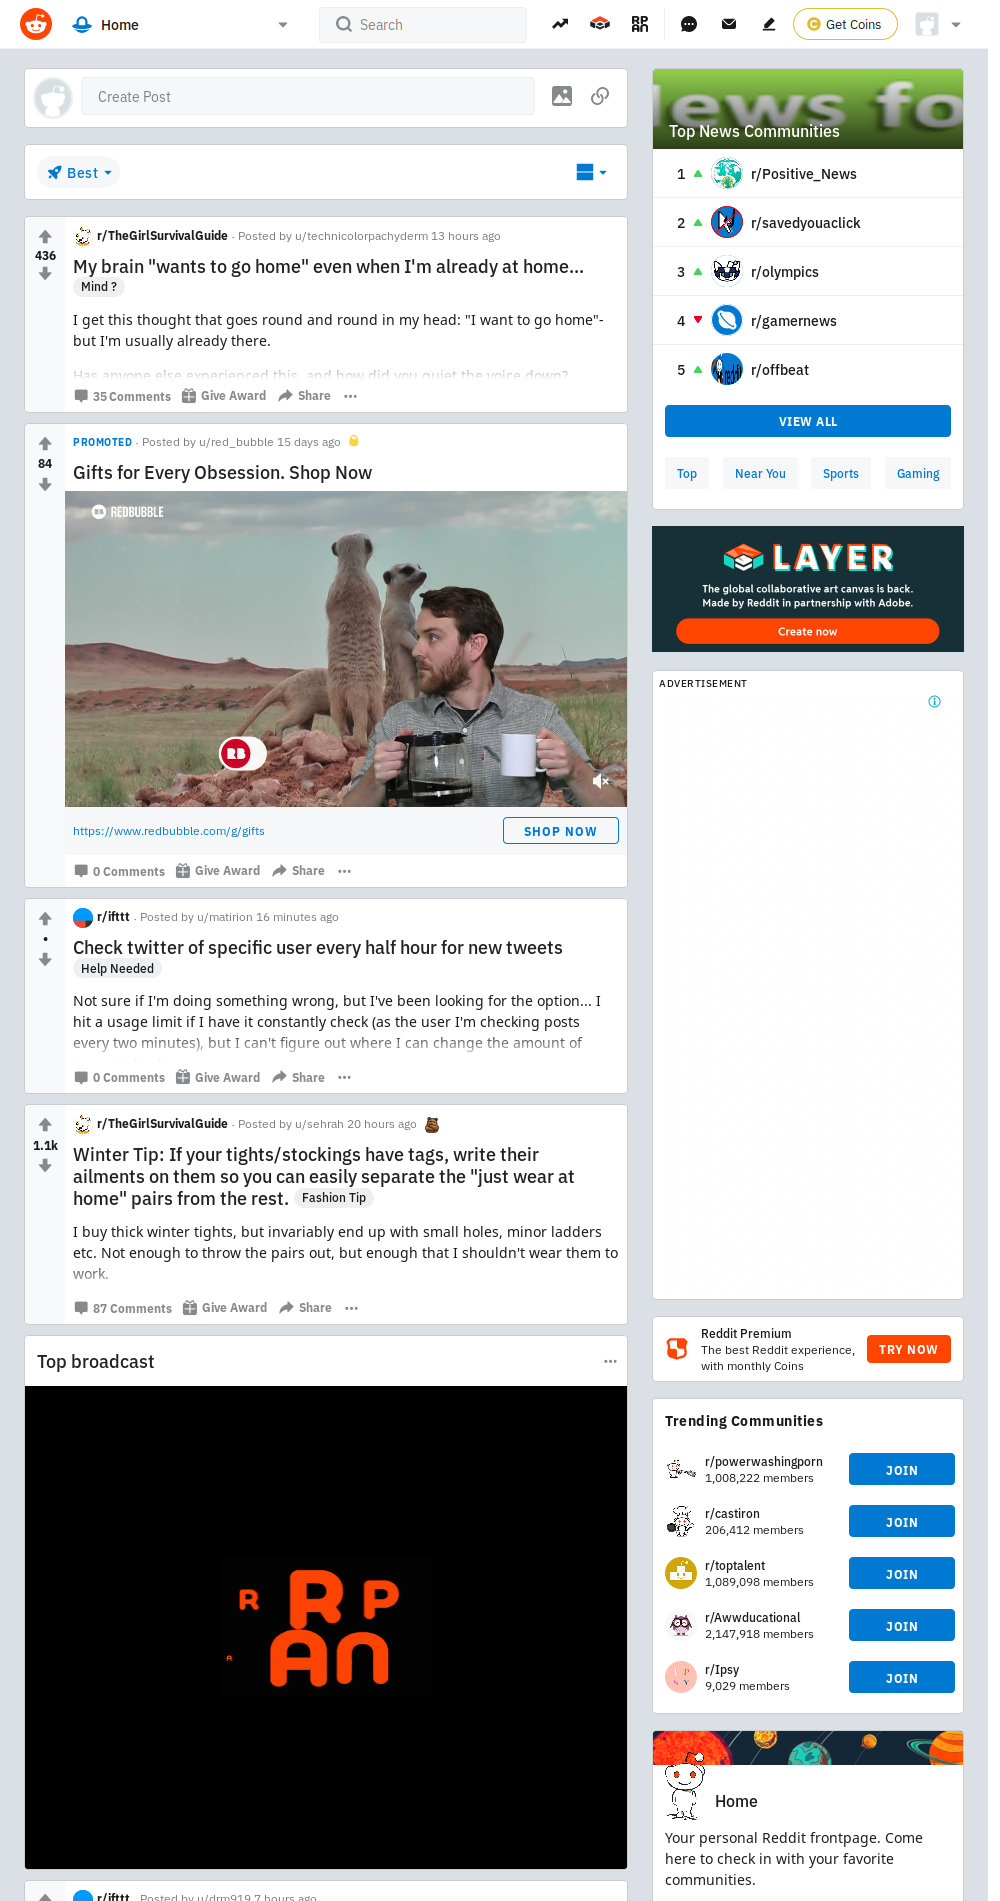 Home
Search
Get Coins
Create Post
Best
436
r/TheGirlSurvivalGuide · Posted by u/technicolorpachyderm 13 hours ago
My brain "wants to go home" even when I'm already at home...
Mind ?
I get this thought that goes round and round in my head: "I want to go home"-
but I'm usually already there.
Has anyone else experienced this, and how did you quiet the voice down?
35 Comments
Give Award
Share
84
PROMOTED · Posted by u/red_bubble 15 days ago
Gifts for Every Obsession. Shop Now
RB REDBUBBLE
RB
https://www.redbubble.com/g/gifts
SHOP NOW
0 Comments
Give Award
Share
•
r/ifttt · Posted by u/matirion 16 minutes ago
Check twitter of specific user every half hour for new tweets
Help Needed
Not sure if I'm doing something wrong, but I've been looking for the option... I
hit a usage limit if I have it constantly check (as the user I'm checking posts
every two minutes), but I can't figure out where I can change the amount of
0 Comments
Give Award
Share
1.1k
r/TheGirlSurvivalGuide · Posted by u/sehrah 20 hours ago
Winter Tip: If your tights/stockings have tags, write their
ailments on them so you can easily separate the "just wear at
home" pairs from the rest. Fashion Tip
I buy thick winter tights, but invariably end up with small holes, minor ladders
etc. Not enough to throw the pairs out, but enough that I shouldn't wear them to
work.
87 Comments
Give Award
Share
Top broadcast
R RP
A AN
r/ifttt · Posted by u/drm919 7 hours ago
Top News Communities
1 r/Positive_News
2 r/savedyouaclick
3 r/olympics
4 r/gamernews
5 r/offbeat
VIEW ALL
Top
Near You
Sports
Gaming
LAYER
The global collaborative art canvas is back.
Made by Reddit in partnership with Adobe.
Create now
ADVERTISEMENT
Reddit Premium
The best Reddit experience,
with monthly Coins
TRY NOW
Trending Communities
r/powerwashingporn
1,008,222 members
JOIN
r/castiron
206,412 members
JOIN
r/toptalent
1,089,098 members
JOIN
r/Awwducational
2,147,918 members
JOIN
r/Ipsy
9,029 members
JOIN
Home
Your personal Reddit frontpage. Come
here to check in with your favorite
communities.